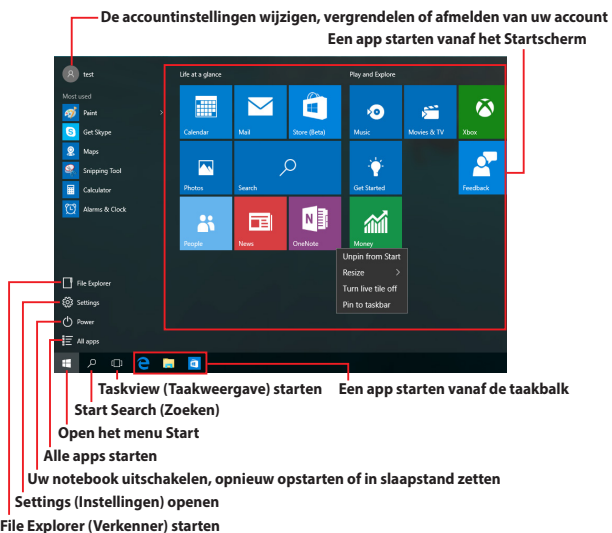 De accountinstellingen wijzigen, vergrendelen of afmelden van uw account
Een app starten vanaf het Startscherm
test
Most used
Paint
Get Skype
Maps
Snipping Tool
Calculator
Alarms & Clock
File Explorer
Settings
Power
All apps
Life at a glance
Play and Explore
Calendar
Mail
Store (Beta)
Music
Movies & TV
Xbox
Photos
Search
Get Started
Feedback
People
News
OneNote
Money
Unpin from Start
Resize
Turn live tile off
Pin to taskbar
Taskview (Taakweergave) starten
Een app starten vanaf de taakbalk
Start Search (Zoeken)
Open het menu Start
Alle apps starten
Uw notebook uitschakelen, opnieuw opstarten of in slaapstand zetten
Settings (Instellingen) openen
File Explorer (Verkenner) starten